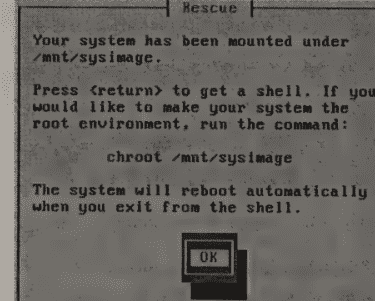 Rescue
Your system has been mounted under
/mnt/sysimage.
Press <return> to get a shell. If you
would like to make your system the
root environment, run the command:
chroot /mnt/sysimage
The system will reboot automatically
when you exit from the shell.
OK